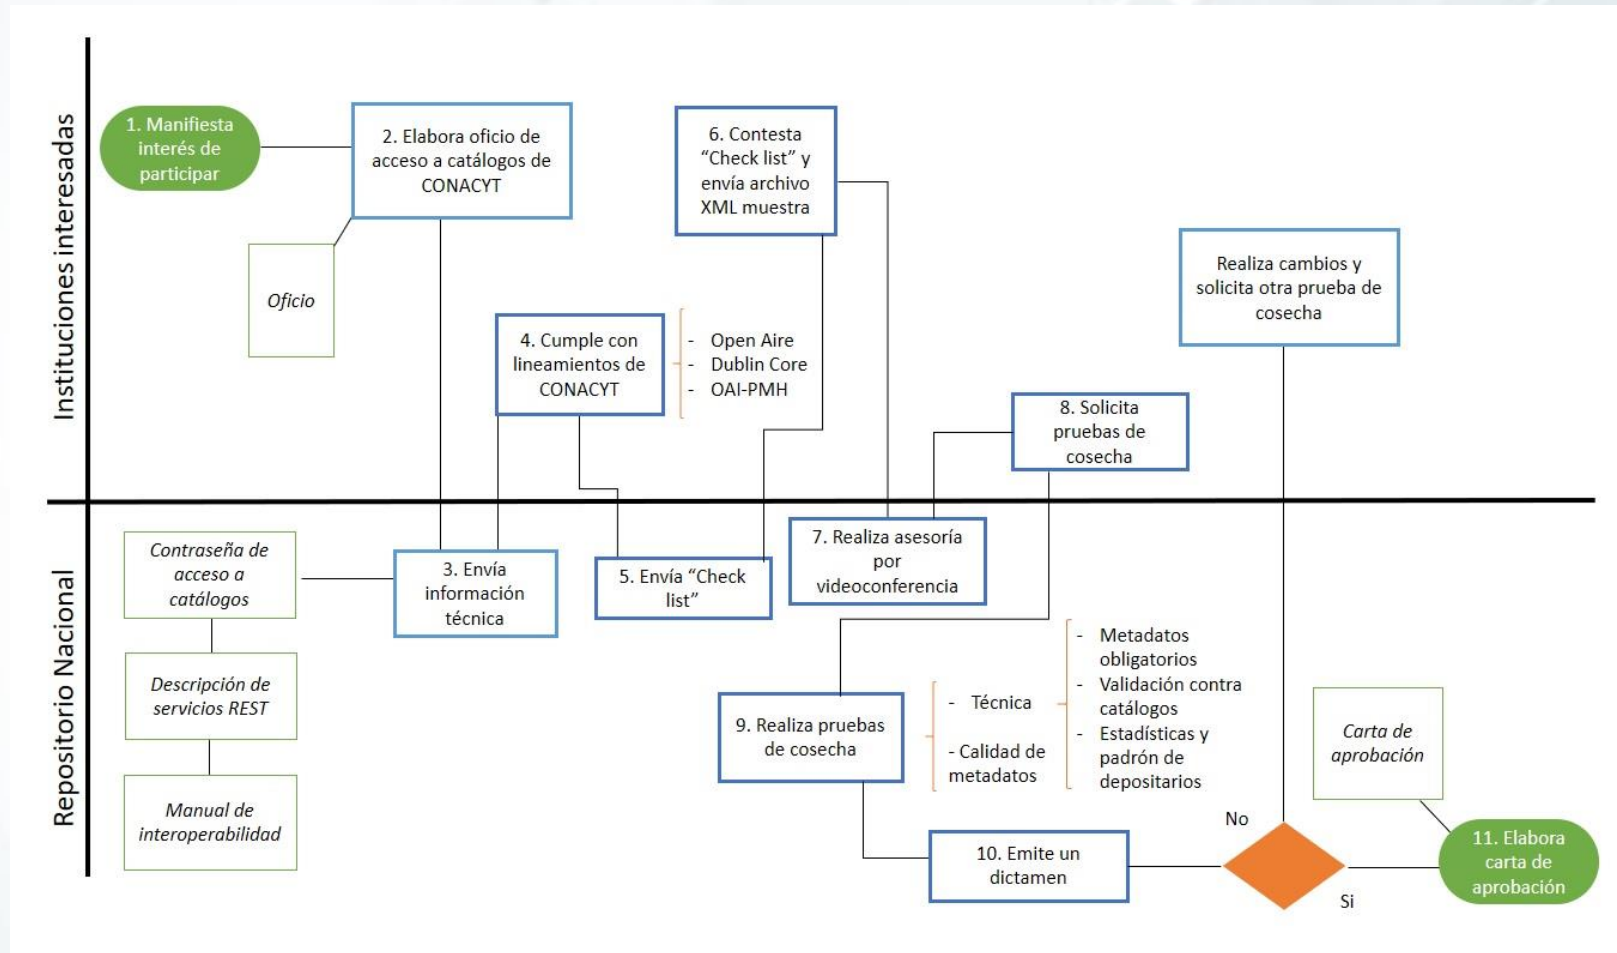 Instituciones interesadas
1. Manifiesta
interés de
participar
2. Elabora oficio de
acceso a catálogos de
CONACYT
Oficio
6. Contesta
“Check list” y
envía archivo
XML muestra
4. Cumple con
lineamientos de
CONACYT
- Open Aire
- Dublin Core
- OAI-PMH
Realiza cambios y
solicita otra prueba de
cosecha
8. Solicita
pruebas de
cosecha
Repositorio Nacional
Contraseña de
acceso a
catálogos
Descripción de
servicios REST
Manual de
interoperabilidad
3. Envía
información
técnica
5. Envía “Check
list”
7. Realiza asesoría
por
videoconferencia
9. Realiza pruebas
de cosecha
- Técnica
- Calidad de
metadatos
- Metadatos
obligatorios
- Validación contra
catálogos
- Estadísticas y
padrón de
depositarios
10. Emite un
dictamen
No
Si
Carta de
aprobación
11. Elabora
carta de
aprobación